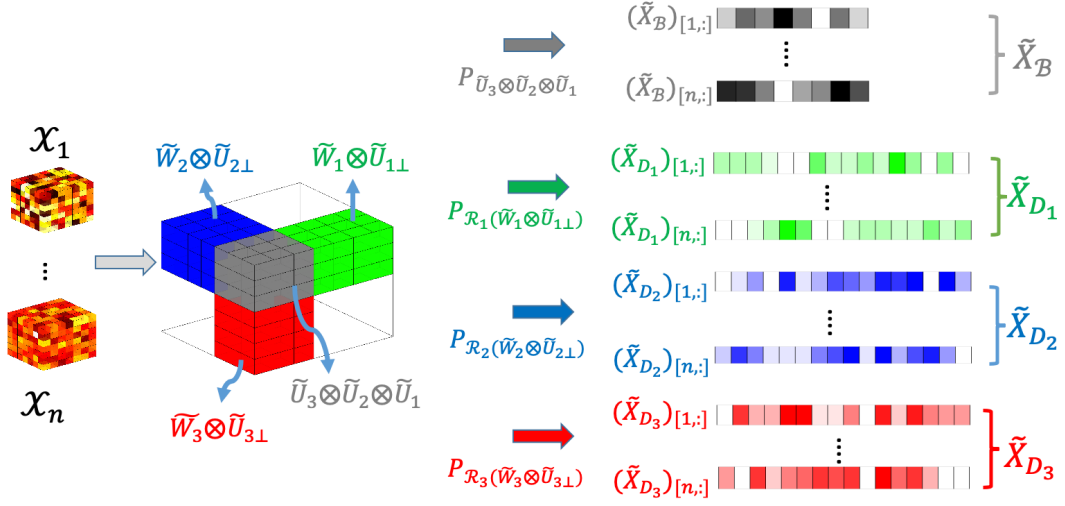 𝒳₁
⋮
𝒳ₙ
W̃₂⊗Ũ₂⊥
W̃₁⊗Ũ₁⊥
Ũ₃⊗Ũ₂⊗Ũ₁
W̃₃⊗Ũ₃⊥
P_{Ũ₃⊗Ũ₂⊗Ũ₁}
(X̃_ℬ)_{[1,:]}
⋮
(X̃_ℬ)_{[n,:]}
X̃_ℬ
P_{ℛ₁(W̃₁⊗Ũ₁⊥)}
(X̃_{D₁})_{[1,:]}
⋮
(X̃_{D₁})_{[n,:]}
X̃_{D₁}
P_{ℛ₂(W̃₂⊗Ũ₂⊥)}
(X̃_{D₂})_{[1,:]}
⋮
(X̃_{D₂})_{[n,:]}
X̃_{D₂}
P_{ℛ₃(W̃₃⊗Ũ₃⊥)}
(X̃_{D₃})_{[1,:]}
⋮
(X̃_{D₃})_{[n,:]}
X̃_{D₃}